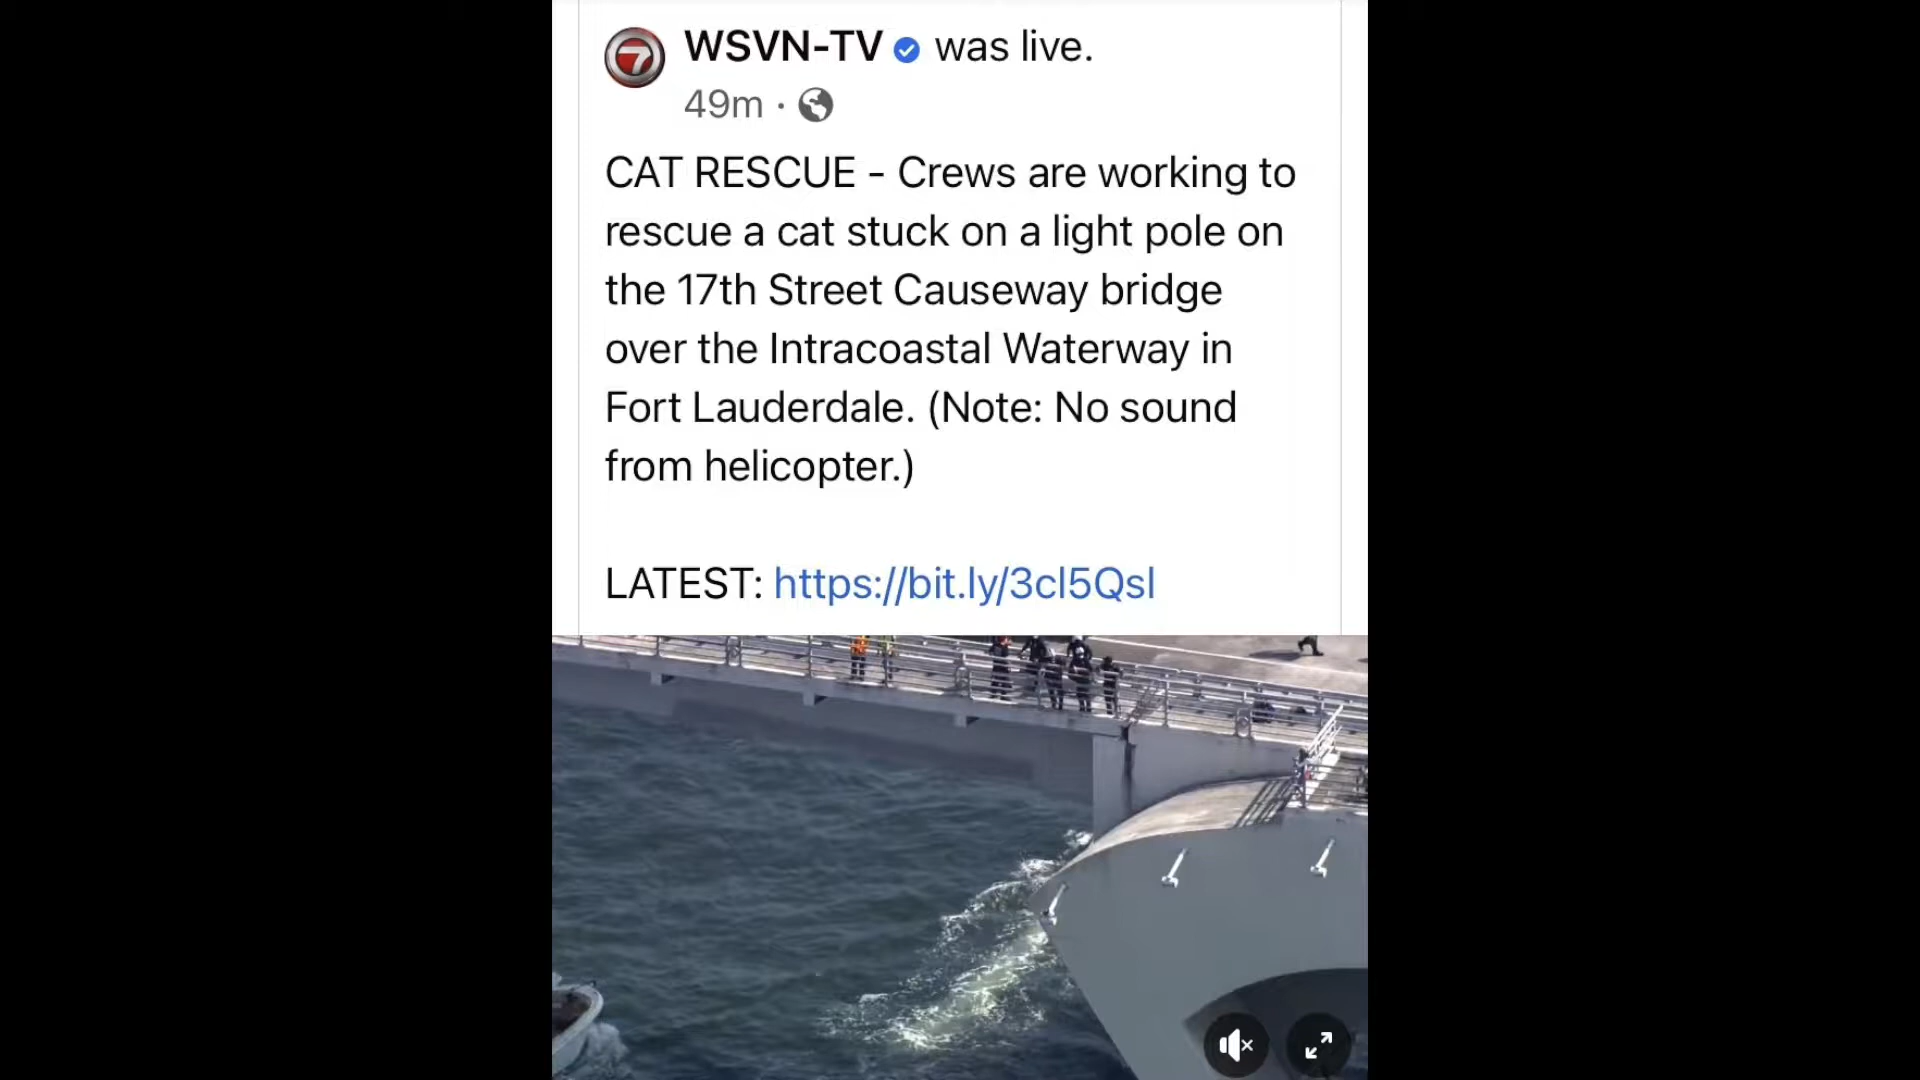 7
WSVN-TV was live.
49m ·
CAT RESCUE - Crews are working to
rescue a cat stuck on a light pole on
the 17th Street Causeway bridge
over the Intracoastal Waterway in
Fort Lauderdale. (Note: No sound
from helicopter.)
LATEST: https://bit.ly/3cl5Qsl